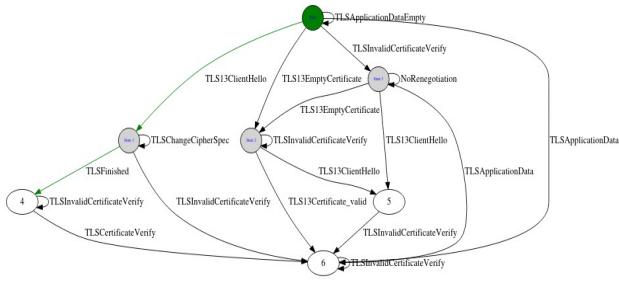 TLSApplicationDataEmpty
TLSInvalidCertificateVerify
TLS13ClientHello
TLS13EmptyCertificate
NoRenegotiation
TLS13EmptyCertificate
TLSChangeCipherSpec
TLSInvalidCertificateVerify
TLS13ClientHello
TLSApplicationData
TLSFinished
TLS13ClientHello
TLSApplicationData
4
TLSInvalidCertificateVerify
TLSInvalidCertificateVerify
TLS13Certificate_valid
5
TLSCertificateVerify
TLSInvalidCertificateVerify
6
TLSInvalidCertificateVerify